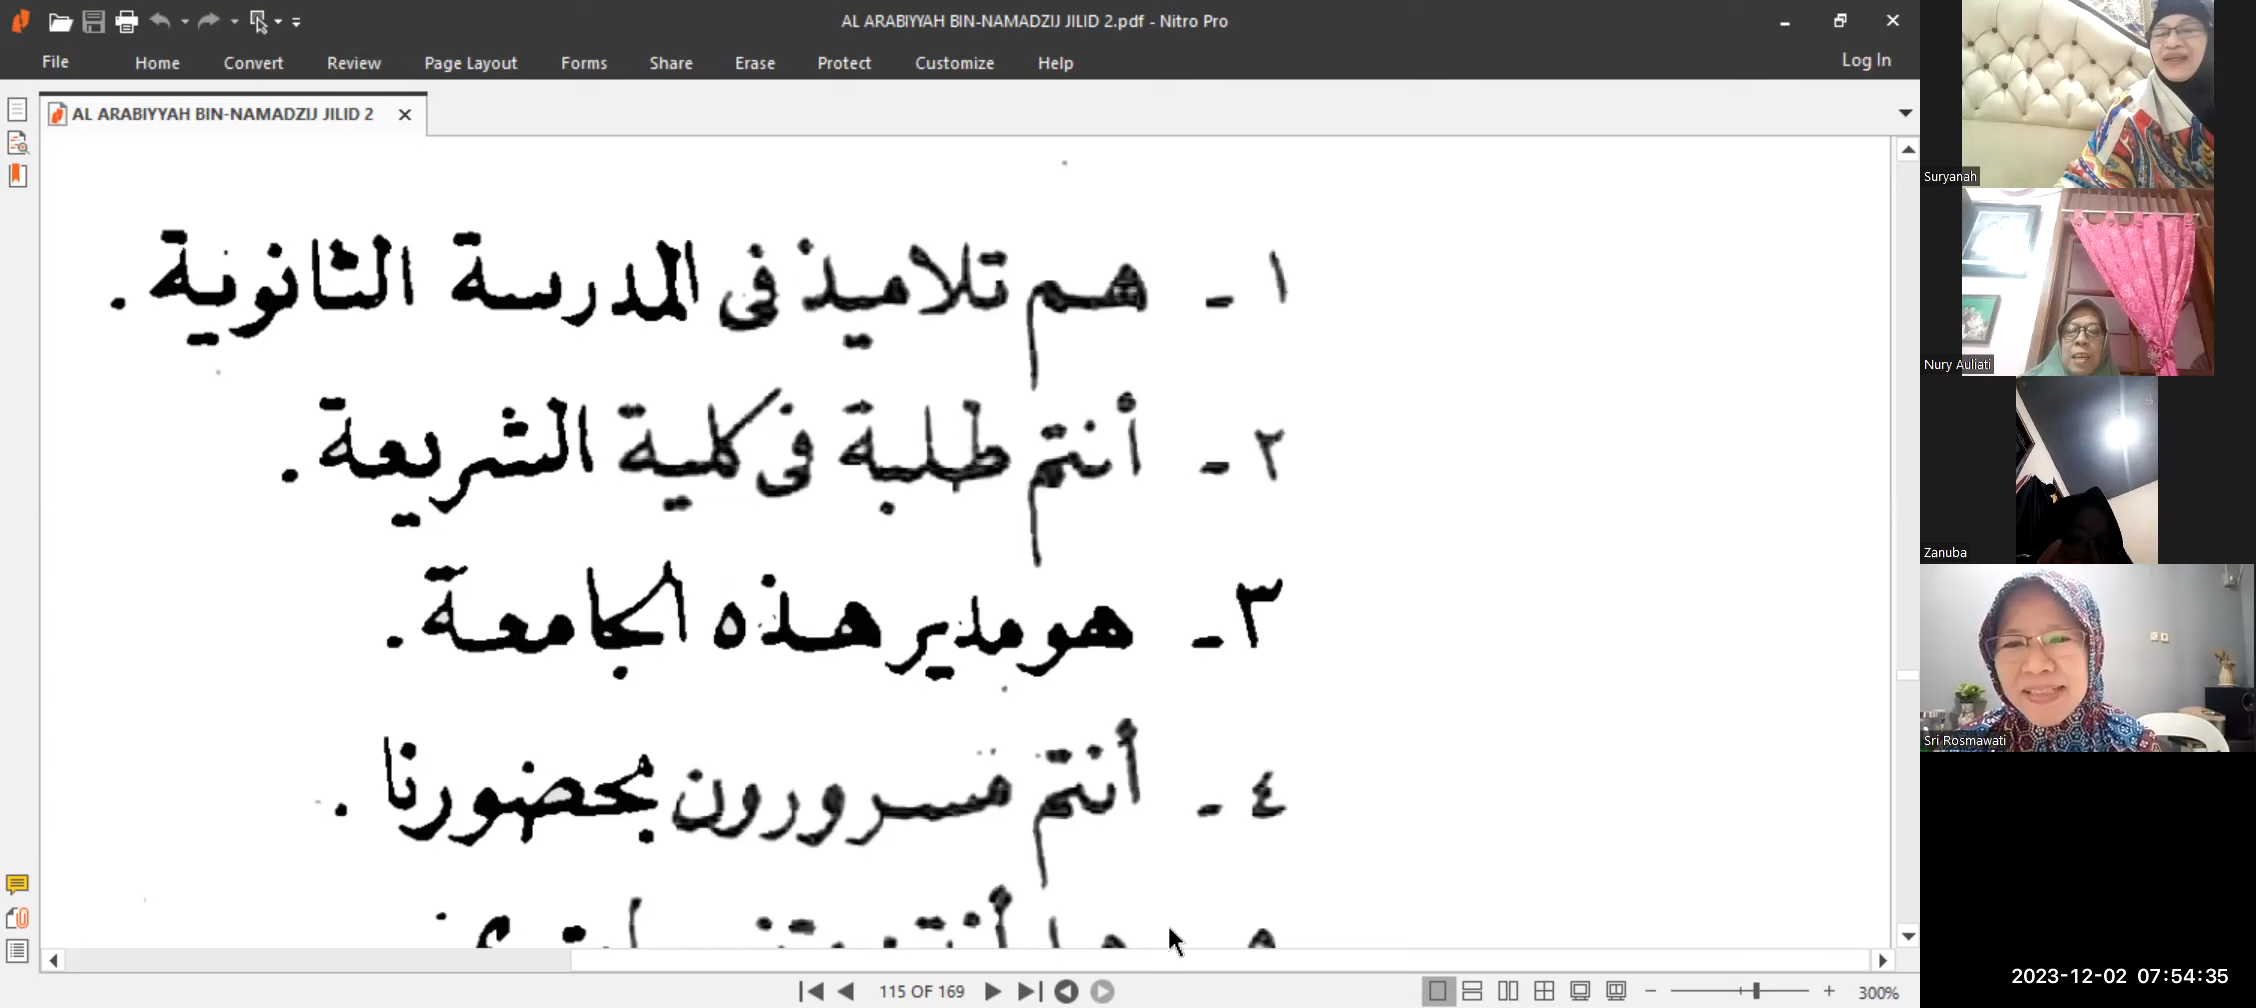 AL ARABIYYAH BIN-NAMADZIJ JILID 2.pdf - Nitro Pro
File Home Convert Review Page Layout Forms Share Erase Protect Customize Help Log In
AL ARABIYYAH BIN-NAMADZIJ JILID 2
١ - هم تلاميذ فى المدرسة الثانوية .
٢ - أنتم طلبة فى كلية الشريعة .
٣ - هو مدير هذه الجامعة .
٤ - أنتم مسرورون بحضورنا .
115 OF 169
300%
Suryanah
Nury Auliati
Zanuba
Sri Rosmawati
2023-12-02 07:54:35